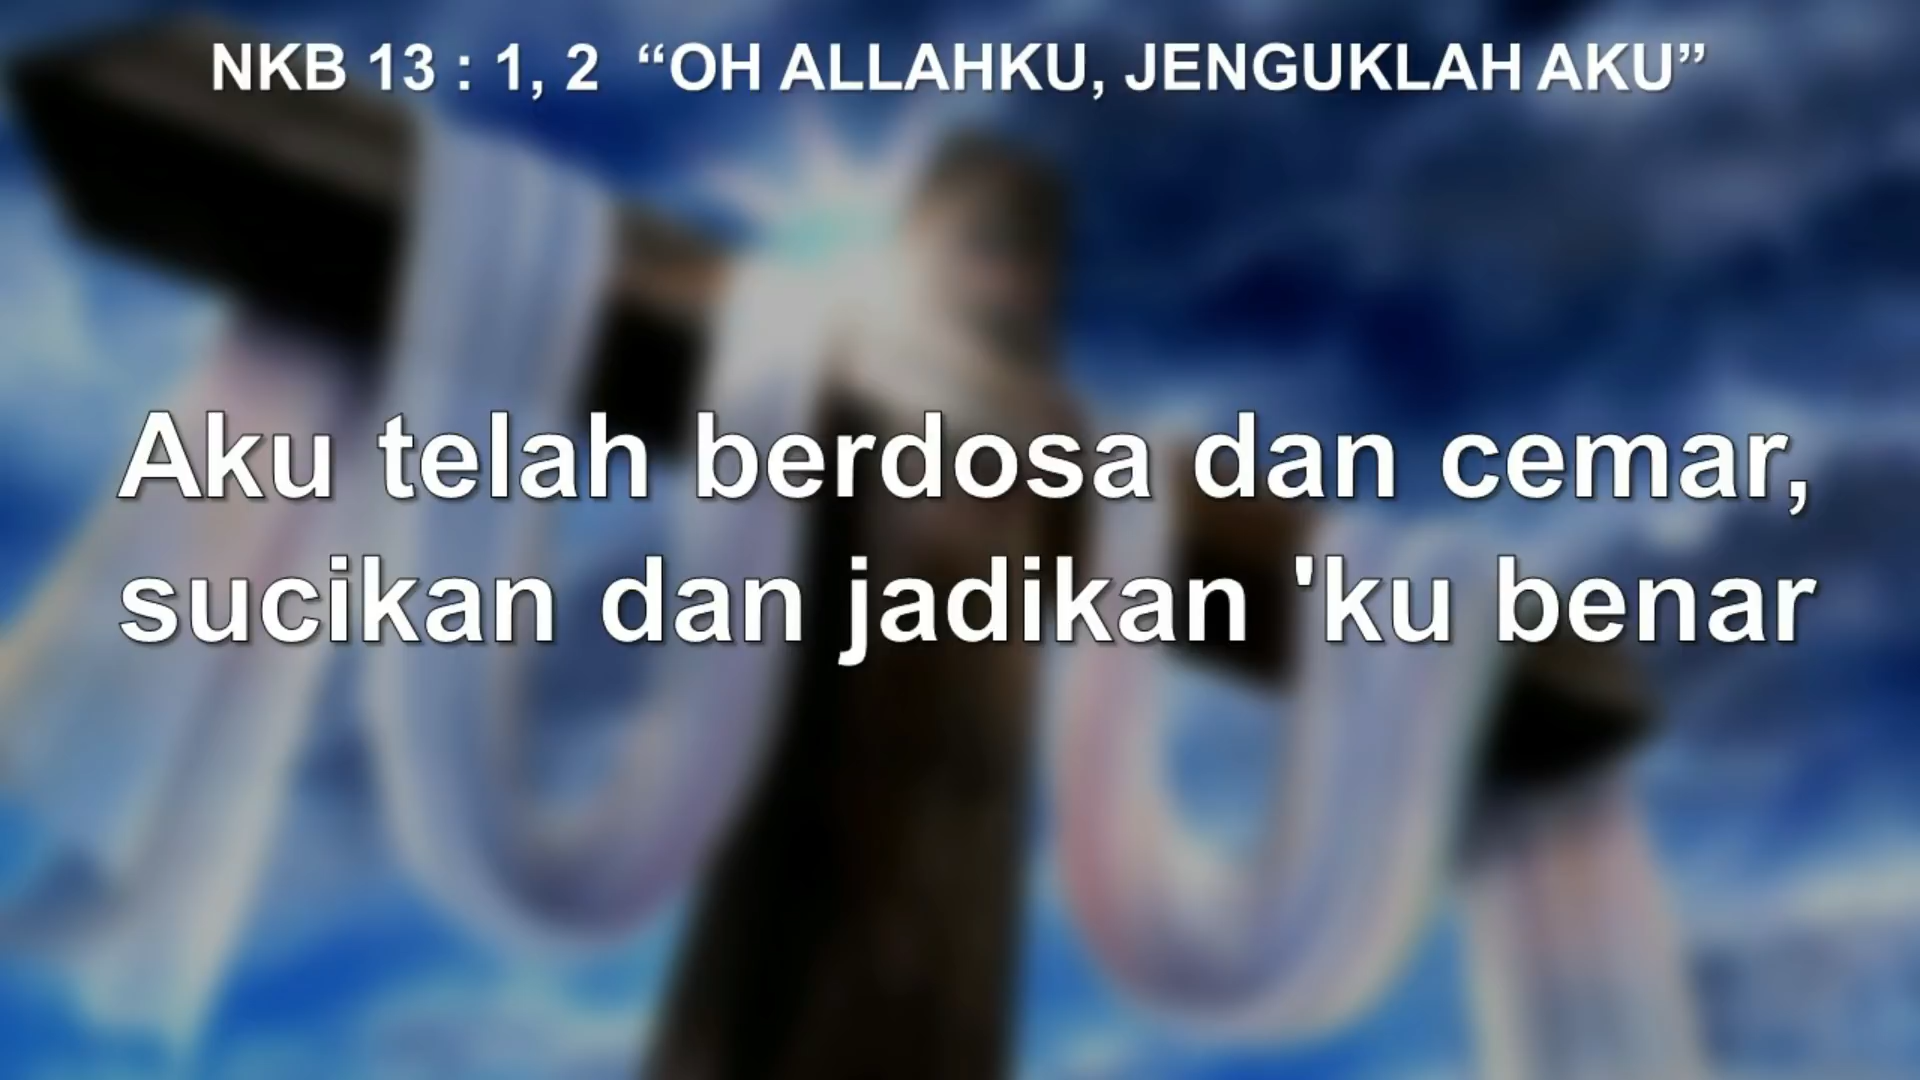 NKB 13 : 1, 2 “OH ALLAHKU, JENGUKLAH AKU”
Aku telah berdosa dan cemar,
sucikan dan jadikan 'ku benar